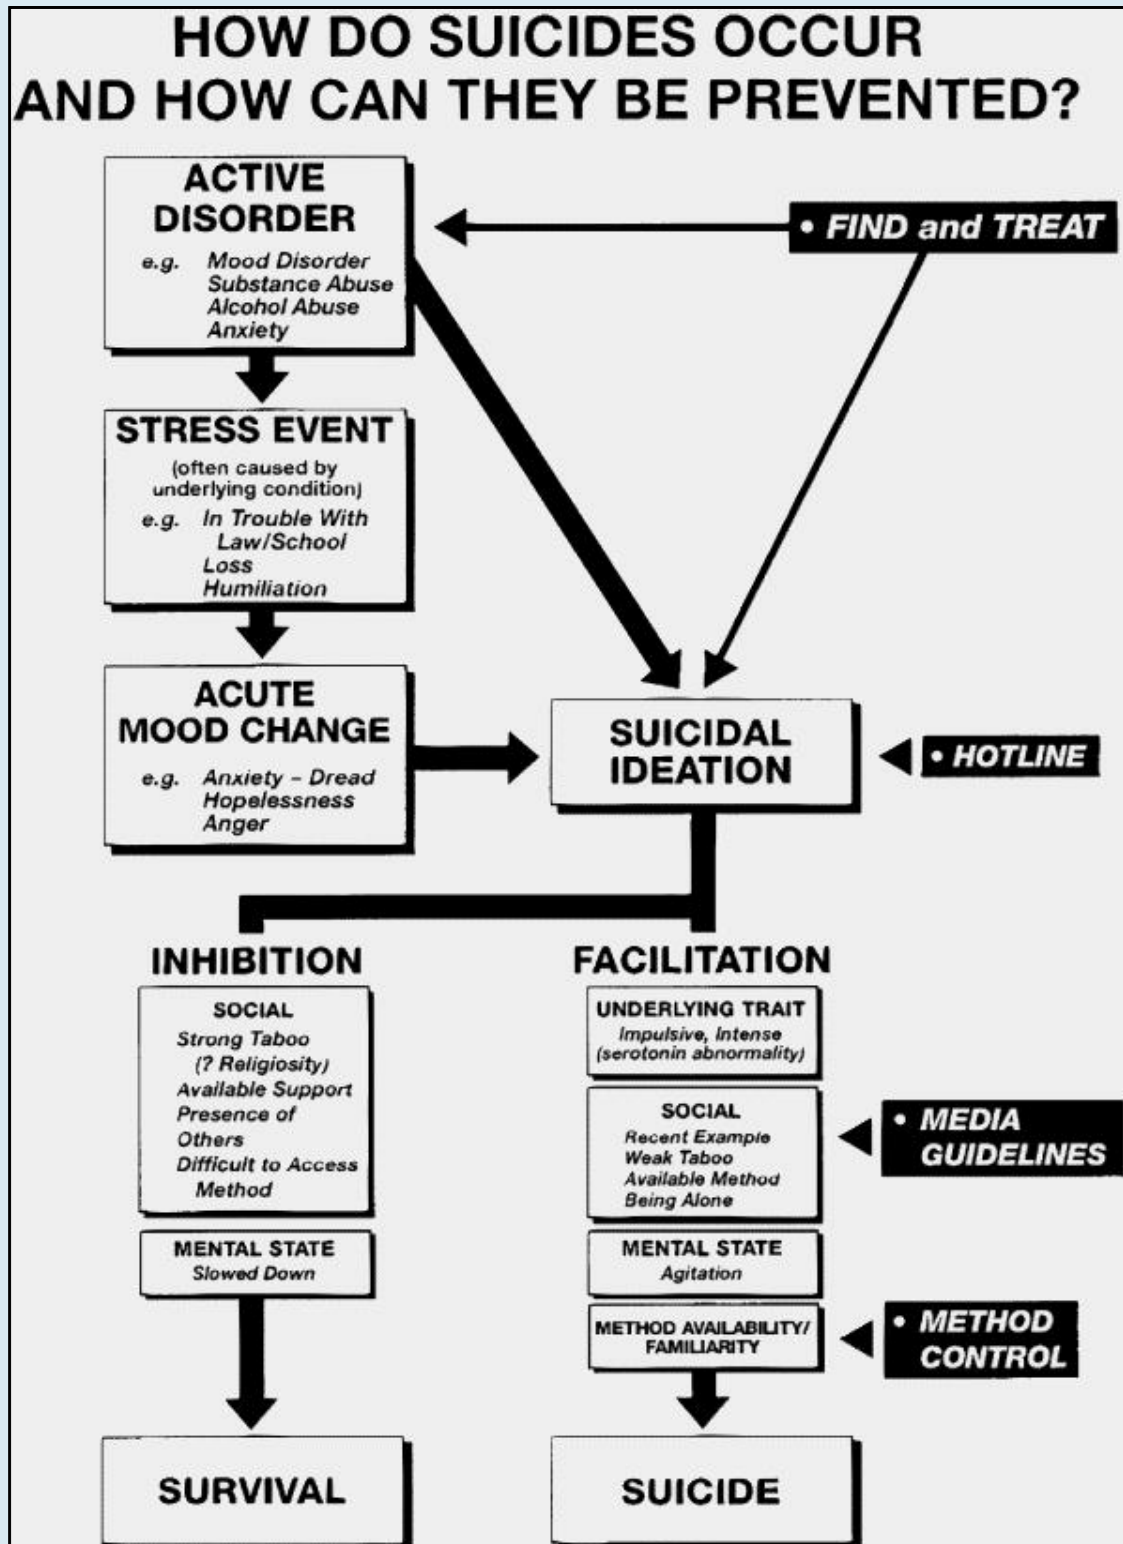 HOW DO SUICIDES OCCUR
AND HOW CAN THEY BE PREVENTED?
ACTIVE
DISORDER
e.g. Mood Disorder
Substance Abuse
Alcohol Abuse
Anxiety
• FIND and TREAT
STRESS EVENT
(often caused by
underlying condition)
e.g. In Trouble With
Law/School
Loss
Humiliation
ACUTE
MOOD CHANGE
e.g. Anxiety – Dread
Hopelessness
Anger
SUICIDAL
IDEATION
• HOTLINE
INHIBITION
SOCIAL
Strong Taboo
(? Religiosity)
Available Support
Presence of
Others
Difficult to Access
Method
MENTAL STATE
Slowed Down
SURVIVAL
FACILITATION
UNDERLYING TRAIT
Impulsive, Intense
(serotonin abnormality)
SOCIAL
Recent Example
Weak Taboo
Available Method
Being Alone
• MEDIA
GUIDELINES
MENTAL STATE
Agitation
METHOD AVAILABILITY/
FAMILIARITY
• METHOD
CONTROL
SUICIDE